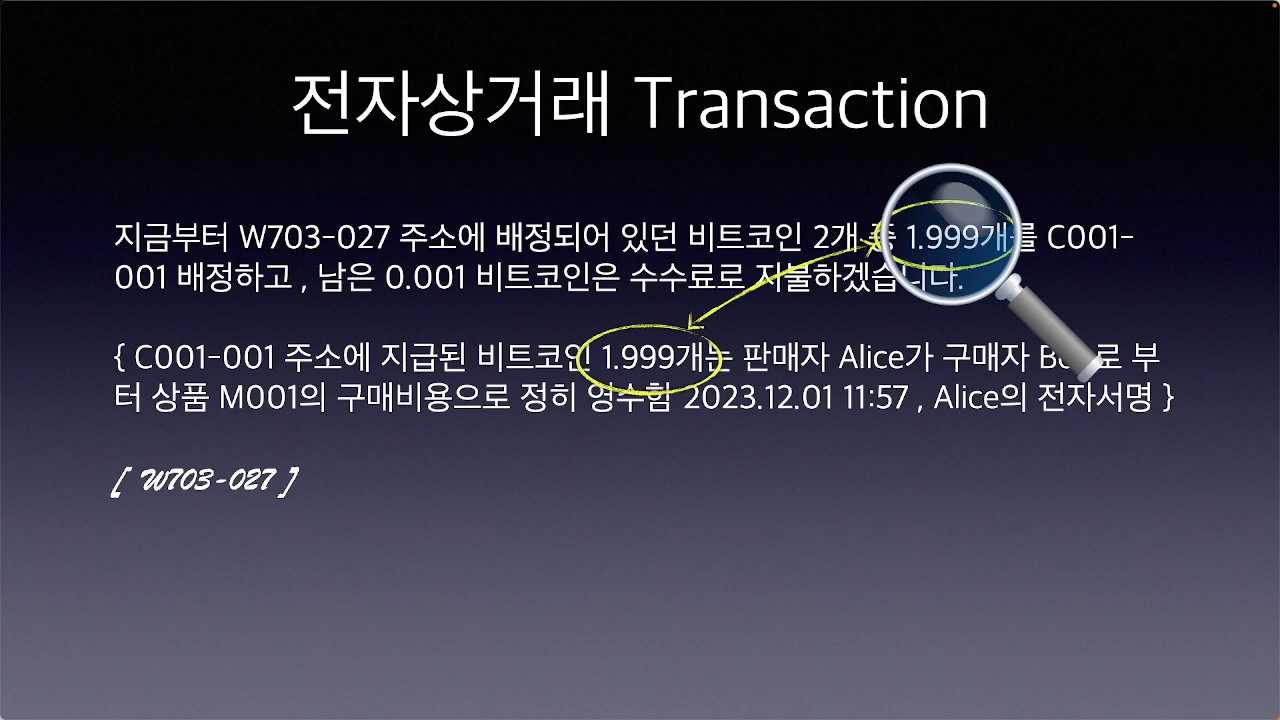 전자상거래 Transaction
지금부터 W703-027 주소에 배정되어 있던 비트코인 2개 중 1.999개를 C001-
001 배정하고 , 남은 0.001 비트코인은 수수료로 지불하겠습니다.
{ C001-001 주소에 지급된 비트코인 1.999개는 판매자 Alice가 구매자 로 부
터 상품 M001의 구매비용으로 정히 영수함 2023.12.01 11:57 , Alice의 전자서명 }
[ W703-027 ]